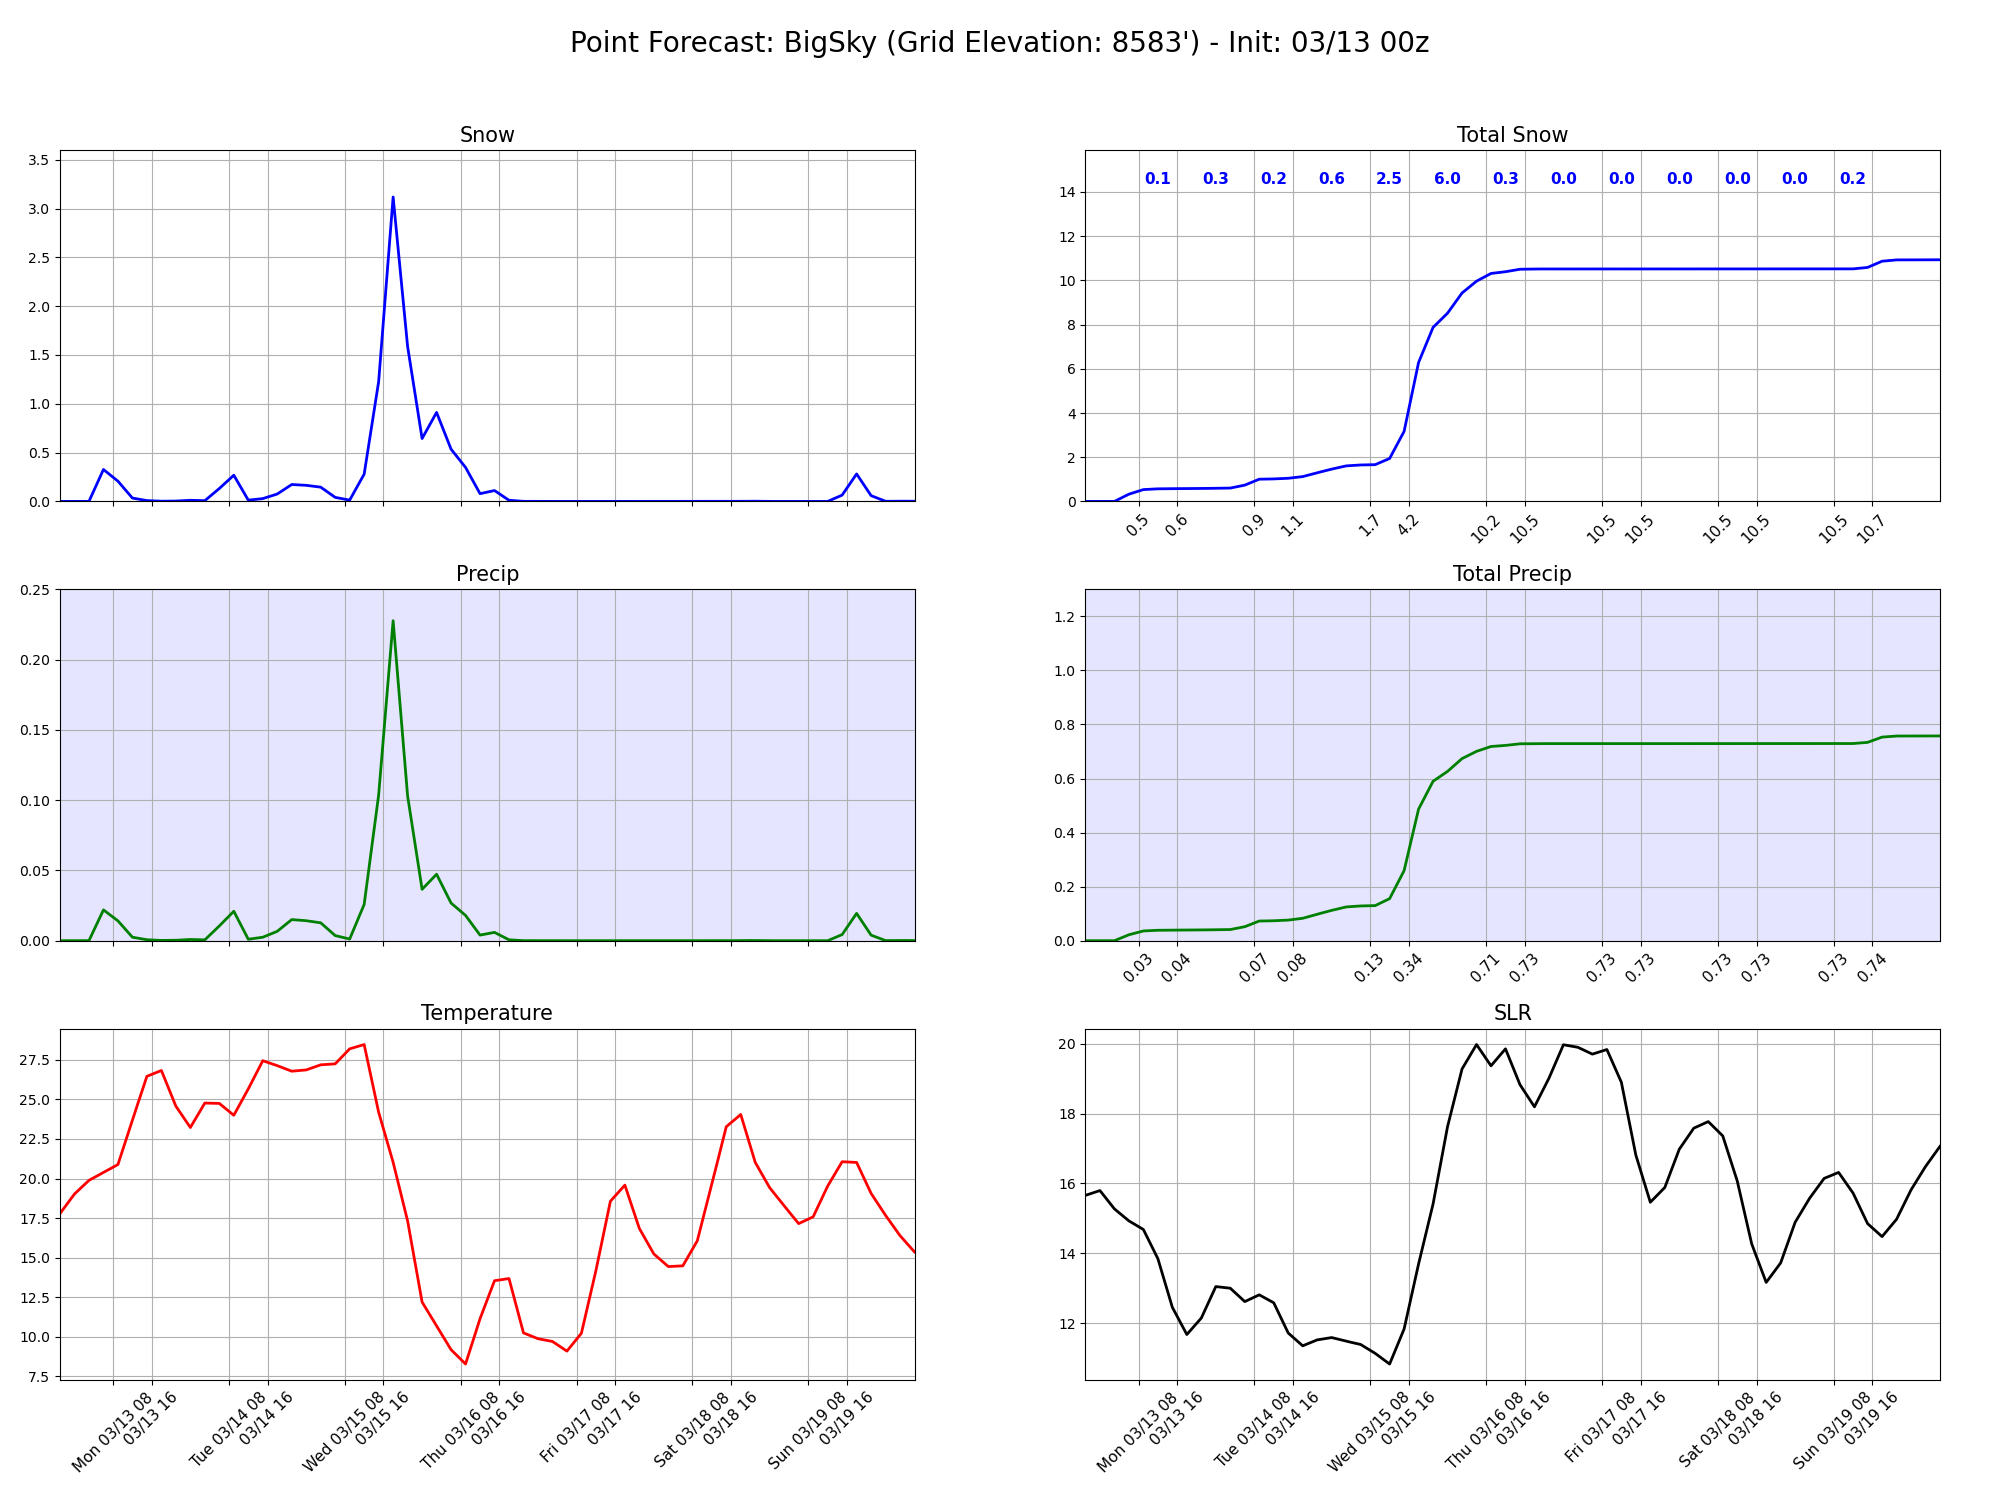 Point Forecast: BigSky (Grid Elevation: 8583') - Init: 03/13 00z
Snow
3.5
3.0
2.5
2.0
1.5
1.0
0.5
0.0
Total Snow
0.1 0.3 0.2 0.6 2.5 6.0 0.3 0.0 0.0 0.0 0.0 0.0 0.2
14
12
10
8
6
4
2
0
0.5 0.6 0.9 1.1 1.7 4.2 10.2 10.5 10.5 10.5 10.5 10.5 10.5 10.7
Precip
0.25
0.20
0.15
0.10
0.05
0.00
Total Precip
1.2
1.0
0.8
0.6
0.4
0.2
0.0
0.03 0.04 0.07 0.08 0.13 0.34 0.71 0.73 0.73 0.73 0.73 0.73 0.73 0.74
Temperature
27.5
25.0
22.5
20.0
17.5
15.0
12.5
10.0
7.5
Mon 03/13 08
03/13 16
Tue 03/14 08
03/14 16
Wed 03/15 08
03/15 16
Thu 03/16 08
03/16 16
Fri 03/17 08
03/17 16
Sat 03/18 08
03/18 16
Sun 03/19 08
03/19 16
SLR
20
18
16
14
12
Mon 03/13 08
03/13 16
Tue 03/14 08
03/14 16
Wed 03/15 08
03/15 16
Thu 03/16 08
03/16 16
Fri 03/17 08
03/17 16
Sat 03/18 08
03/18 16
Sun 03/19 08
03/19 16